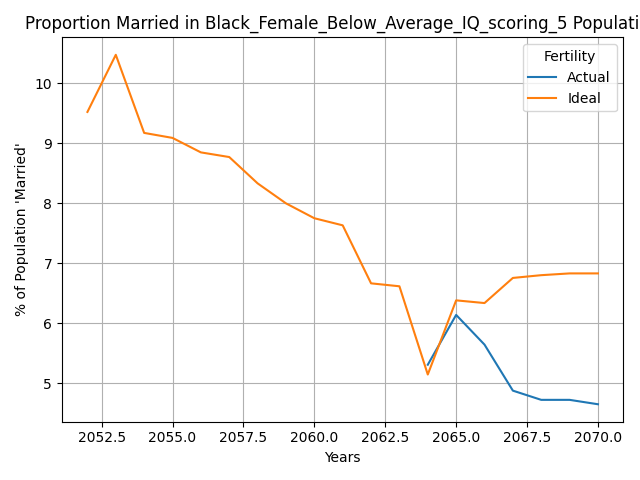 Proportion Married in Black_Female_Below_Average_IQ_scoring_5 Populati
Fertility
Actual
Ideal
10
9
8
7
6
5
% of Population 'Married'
2052.5 2055.0 2057.5 2060.0 2062.5 2065.0 2067.5 2070.0
Years